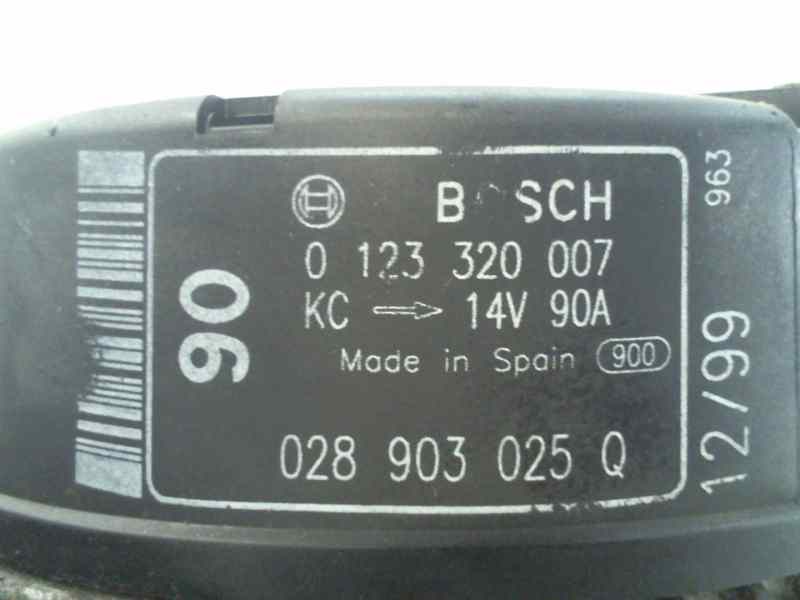 BOSCH
0 123 320 007
KC → 14V 90A
Made in Spain 900
028 903 025 Q
90
963
12/99